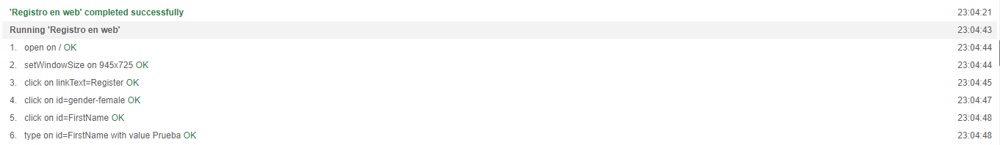 'Registro en web' completed successfully 23:04:21
Running 'Registro en web' 23:04:43
1. open on / OK 23:04:44
2. setWindowSize on 945x725 OK 23:04:44
3. click on linkText=Register OK 23:04:45
4. click on id=gender-female OK 23:04:47
5. click on id=FirstName OK 23:04:48
6. type on id=FirstName with value Prueba OK 23:04:48